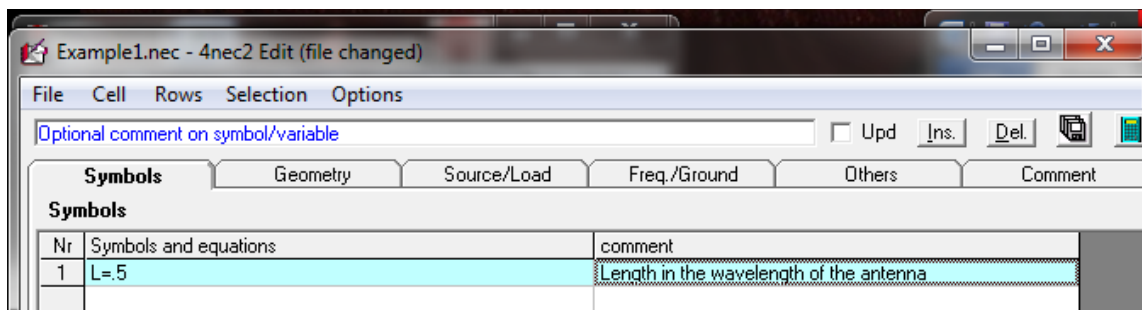 Example1.nec - 4nec2 Edit (file changed)
File Cell Rows Selection Options
Optional comment on symbol/variable Upd Ins. Del.
Symbols Geometry Source/Load Freq./Ground Others Comment
Symbols
Nr Symbols and equations comment
1 L=.5 Length in the wavelength of the antenna